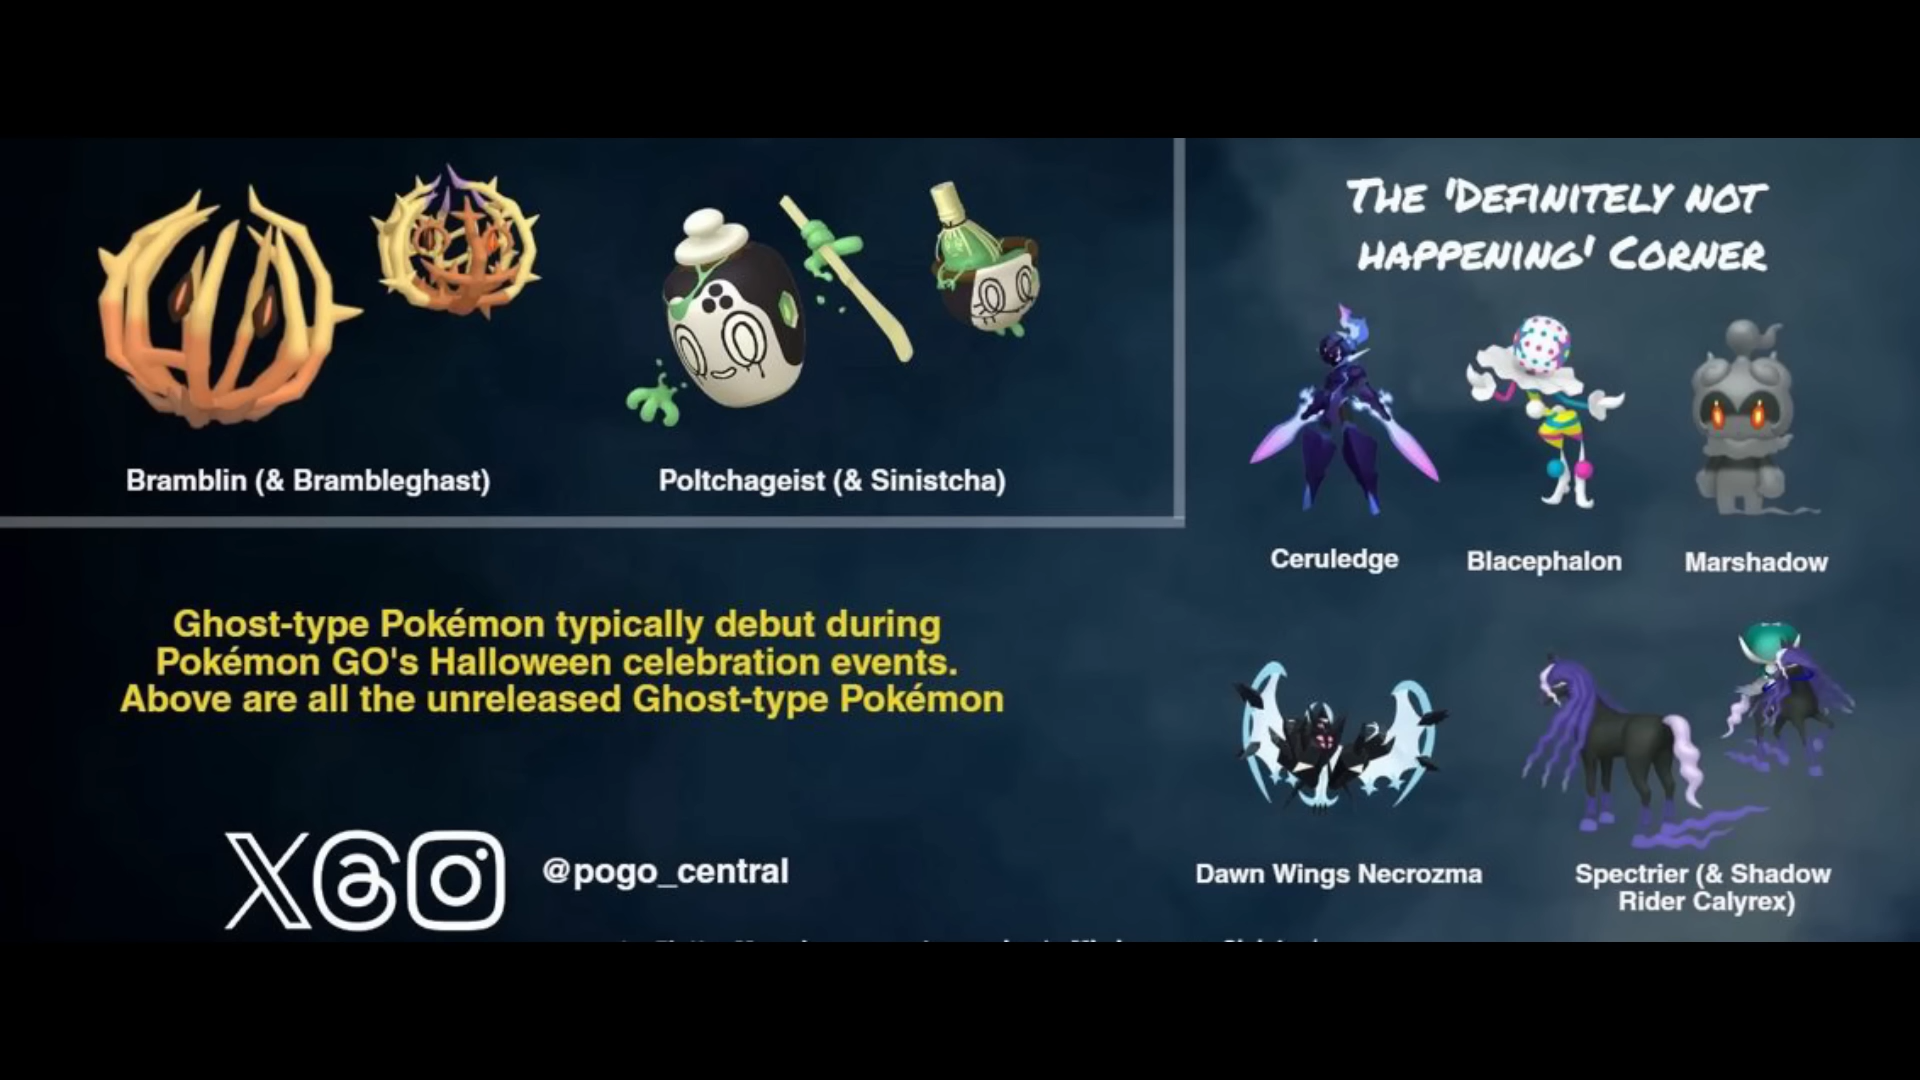 Bramblin (& Brambleghast)
Poltchageist (& Sinistcha)
THE 'DEFINITELY NOT
HAPPENING' CORNER
Ceruledge
Blacephalon
Marshadow
Dawn Wings Necrozma
Spectrier (& Shadow
Rider Calyrex)
Ghost-type Pokémon typically debut during
Pokémon GO's Halloween celebration events.
Above are all the unreleased Ghost-type Pokémon
@pogo_central